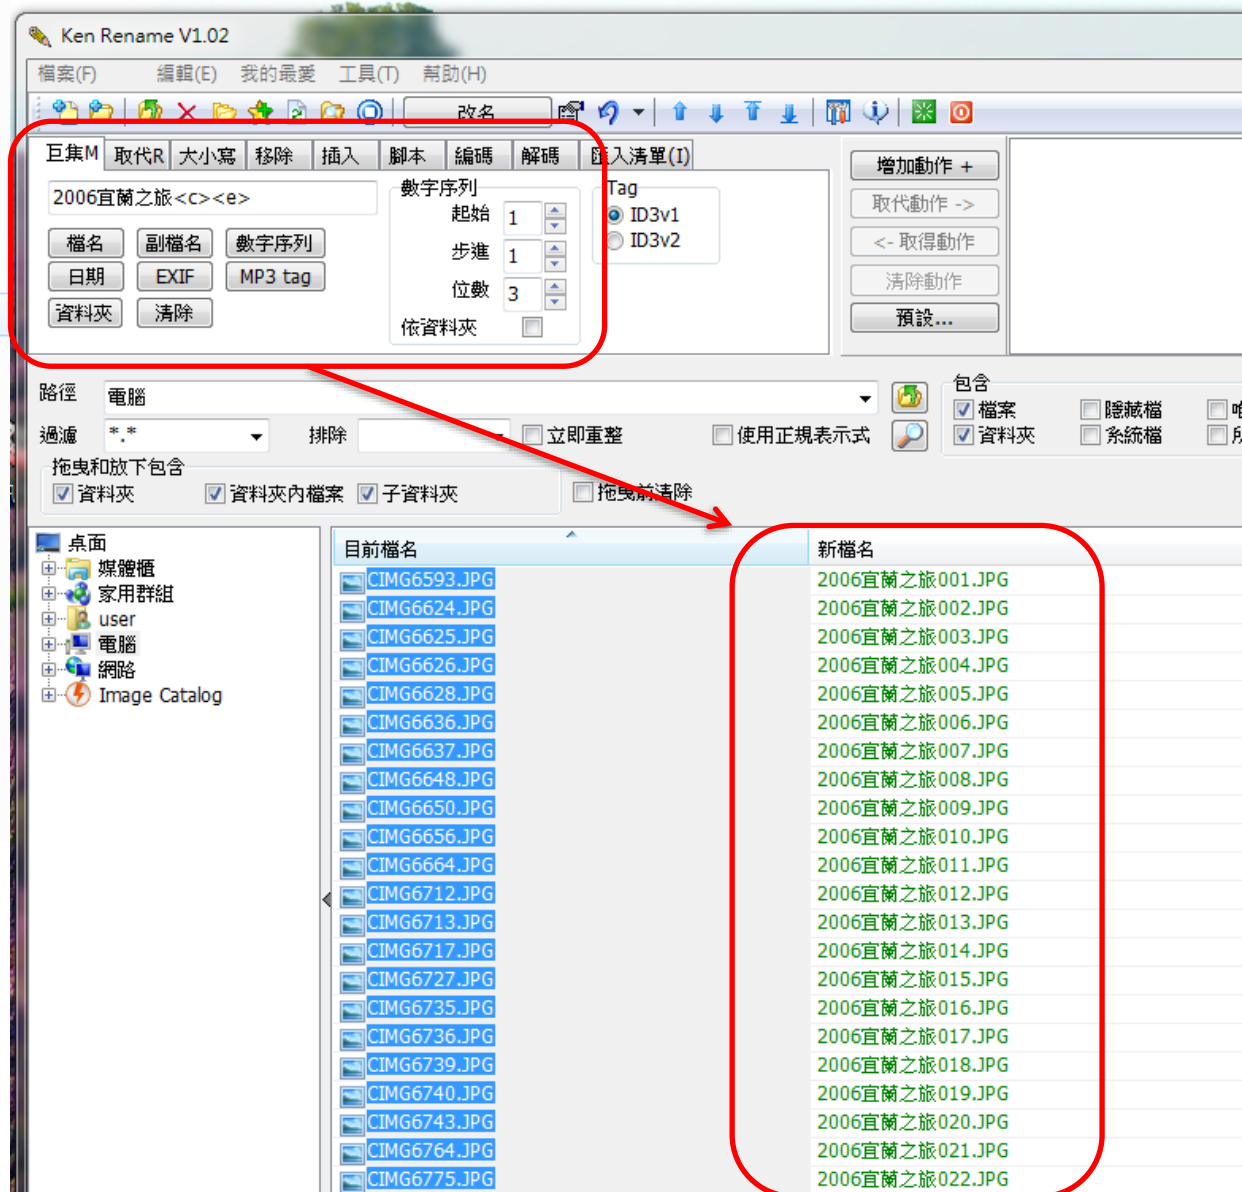 Ken Rename V1.02
檔案(F) 編輯(E) 我的最愛 工具(T) 幫助(H)
改名
巨集M 取代R 大小寫 移除 插入 腳本 編碼 解碼 匯入清單(I)
2006宜蘭之旅<c><e>
檔名 副檔名 數字序列
日期 EXIF MP3 tag
資料夾 清除
數字序列
起始 1
步進 1
位數 3
依資料夾
Tag
ID3v1
ID3v2
增加動作 +
取代動作 ->
<- 取得動作
清除動作
預設...
路徑 電腦
過濾 *.* 排除 立即重整 使用正規表示式
包含
檔案 隱藏檔
資料夾 系統檔
拖曳和放下包含
資料夾 資料夾內檔案 子資料夾 拖曳前清除
桌面
媒體櫃
家用群組
user
電腦
網路
Image Catalog
目前檔名 新檔名
CIMG6593.JPG 2006宜蘭之旅001.JPG
CIMG6624.JPG 2006宜蘭之旅002.JPG
CIMG6625.JPG 2006宜蘭之旅003.JPG
CIMG6626.JPG 2006宜蘭之旅004.JPG
CIMG6628.JPG 2006宜蘭之旅005.JPG
CIMG6636.JPG 2006宜蘭之旅006.JPG
CIMG6637.JPG 2006宜蘭之旅007.JPG
CIMG6648.JPG 2006宜蘭之旅008.JPG
CIMG6650.JPG 2006宜蘭之旅009.JPG
CIMG6656.JPG 2006宜蘭之旅010.JPG
CIMG6664.JPG 2006宜蘭之旅011.JPG
CIMG6712.JPG 2006宜蘭之旅012.JPG
CIMG6713.JPG 2006宜蘭之旅013.JPG
CIMG6717.JPG 2006宜蘭之旅014.JPG
CIMG6727.JPG 2006宜蘭之旅015.JPG
CIMG6735.JPG 2006宜蘭之旅016.JPG
CIMG6736.JPG 2006宜蘭之旅017.JPG
CIMG6739.JPG 2006宜蘭之旅018.JPG
CIMG6740.JPG 2006宜蘭之旅019.JPG
CIMG6743.JPG 2006宜蘭之旅020.JPG
CIMG6764.JPG 2006宜蘭之旅021.JPG
CIMG6775.JPG 2006宜蘭之旅022.JPG